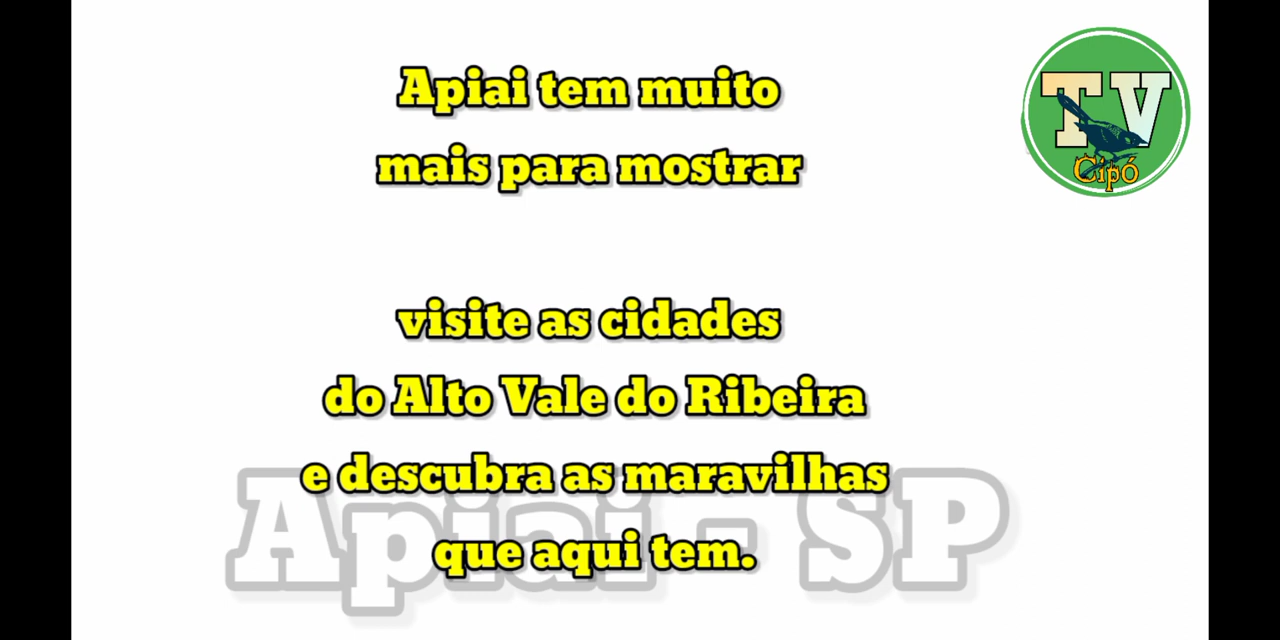 Apiai tem muito
mais para mostrar
TV
Cipó
visite as cidades
do Alto Vale do Ribeira
e descubra as maravilhas
que aqui tem.
Apiai - SP